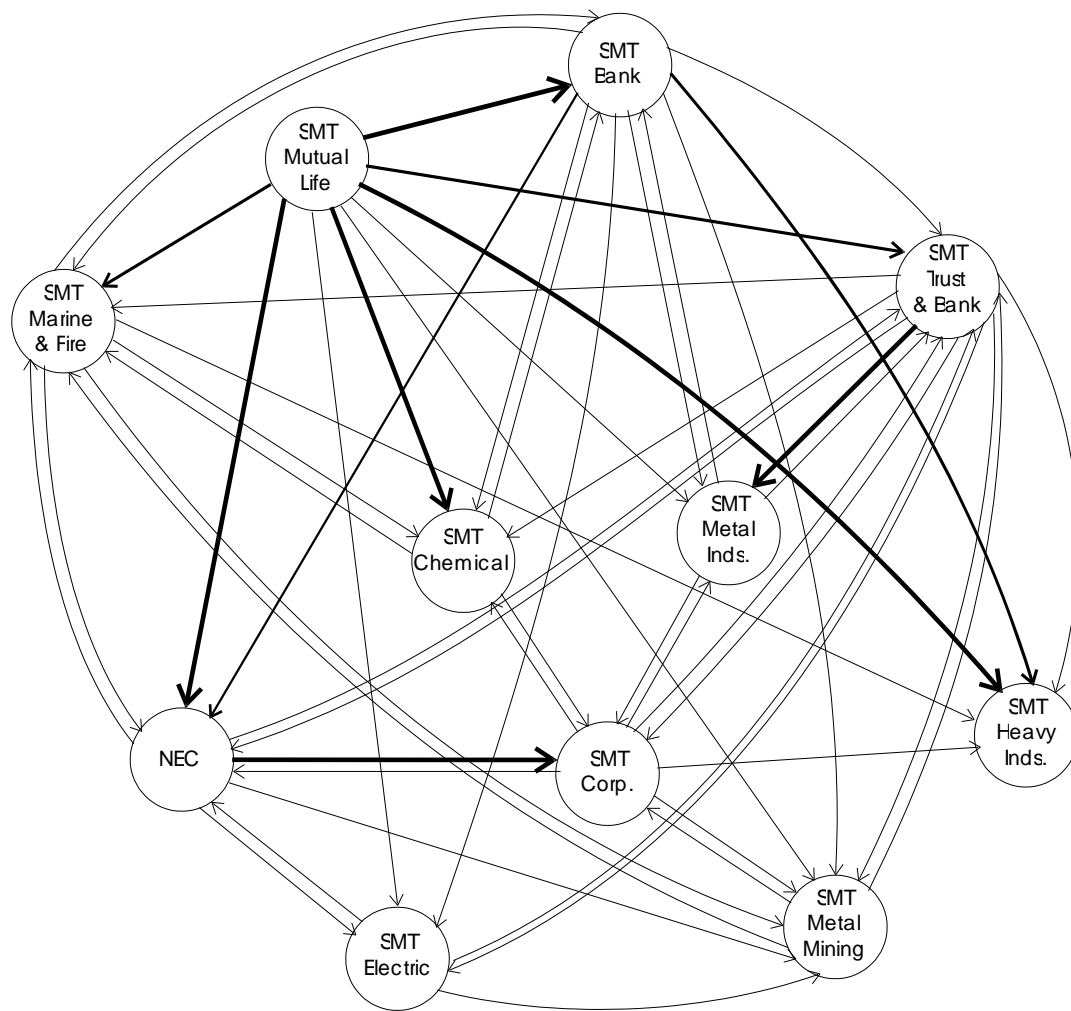 SMT
Bank
SMT
Mutual
Life
SMT
Trust
& Bank
SMT
Marine
& Fire
SMT
Metal
Inds.
SMT
Chemical
SMT
Heavy
Inds.
NEC
SMT
Corp.
SMT
Metal
Mining
SMT
Electric